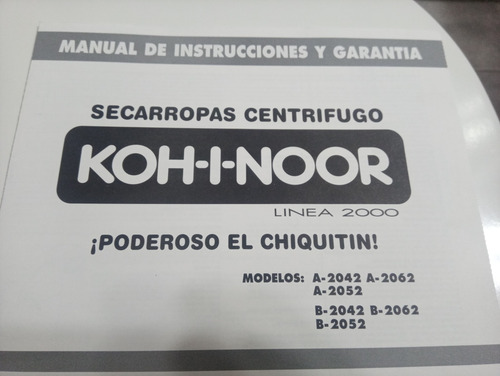 MANUAL DE INSTRUCCIONES Y GARANTIA
SECARROPAS CENTRIFUGO
KOH-I-NOOR
LINEA 2000
¡PODEROSO EL CHIQUITIN!
MODELOS: A-2042 A-2062
A-2052
B-2042 B-2062
B-2052